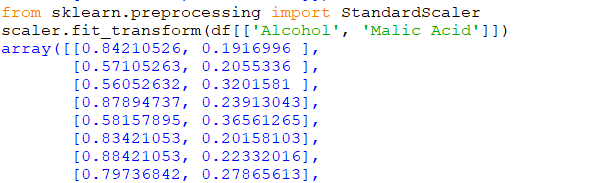 from sklearn.preprocessing import StandardScaler
scaler.fit_transform(df[['Alcohol', 'Malic Acid']])
array([[0.84210526, 0.1916996 ],
       [0.57105263, 0.2055336 ],
       [0.56052632, 0.3201581 ],
       [0.87894737, 0.23913043],
       [0.58157895, 0.36561265],
       [0.83421053, 0.20158103],
       [0.88421053, 0.22332016],
       [0.79736842, 0.27865613],